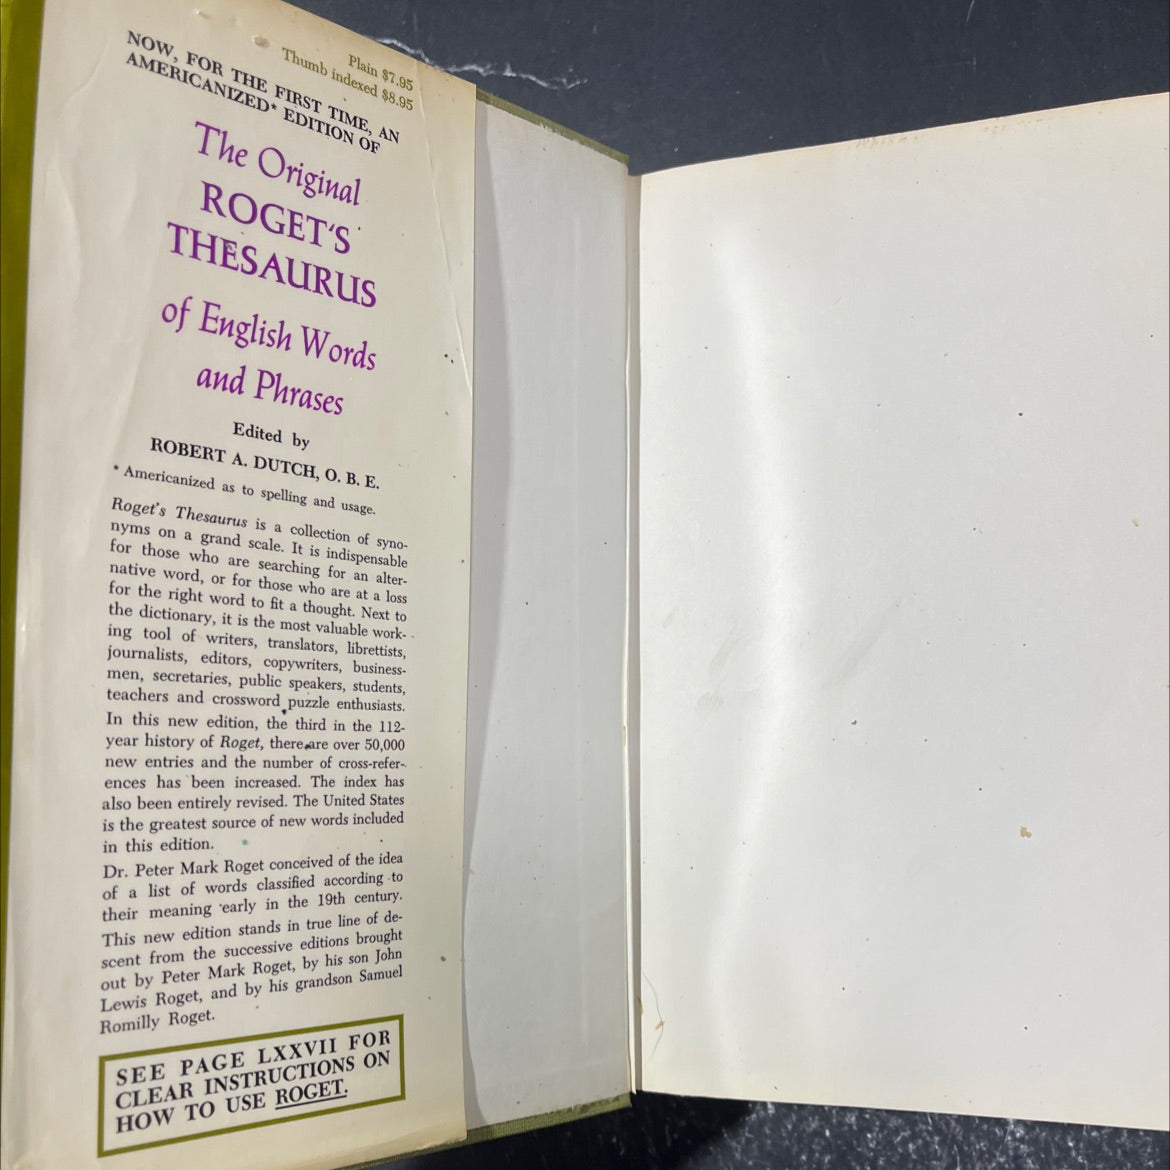 Plain $7.95
Thumb indexed $8.95
NOW, FOR THE FIRST TIME, AN
AMERICANIZED* EDITION OF
The Original
ROGET'S
THESAURUS
of English Words
and Phrases
Edited by
ROBERT A. DUTCH, O. B. E.
* Americanized as to spelling and usage.
Roget's Thesaurus is a collection of syno-
nyms on a grand scale. It is indispensable
for those who are searching for an alter-
native word, or for those who are at a loss
for the right word to fit a thought. Next to
the dictionary, it is the most valuable work-
ing tool of writers, translators, librettists,
journalists, editors, copywriters, business-
men, secretaries, public speakers, students,
teachers and crossword puzzle enthusiasts.
In this new edition, the third in the 112-
year history of Roget, there are over 50,000
new entries and the number of cross-refer-
ences has been increased. The index has
also been entirely revised. The United States
is the greatest source of new words included
in this edition.
Dr. Peter Mark Roget conceived of the idea
of a list of words classified according to
their meaning early in the 19th century.
This new edition stands in true line of de-
scent from the successive editions brought
out by Peter Mark Roget, by his son John
Lewis Roget, and by his grandson Samuel
Romilly Roget.
SEE PAGE LXXVII FOR
CLEAR INSTRUCTIONS ON
HOW TO USE ROGET.